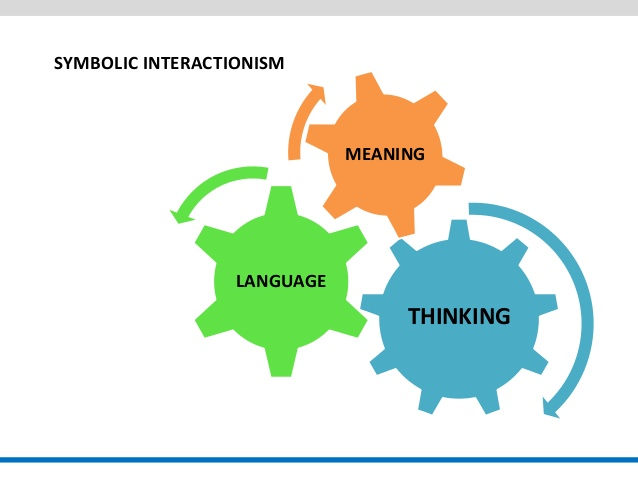 SYMBOLIC INTERACTIONISM
MEANING
LANGUAGE
THINKING